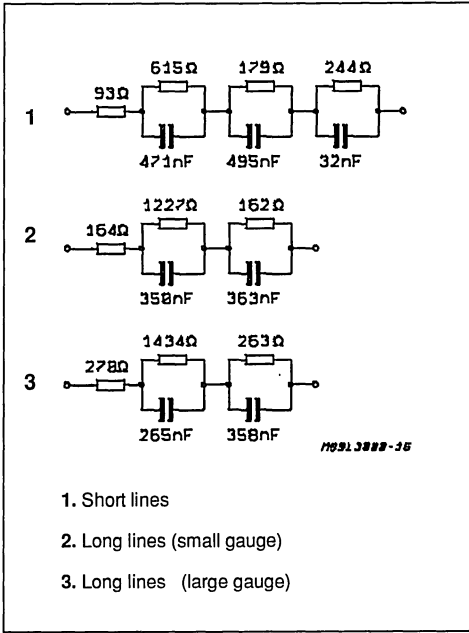 615Ω 179Ω 244Ω
93Ω
1
471nF 495nF 32nF
1227Ω 162Ω
164Ω
2
358nF 363nF
1434Ω 263Ω
278Ω
3
265nF 358nF
1. Short lines
2. Long lines (small gauge)
3. Long lines (large gauge)